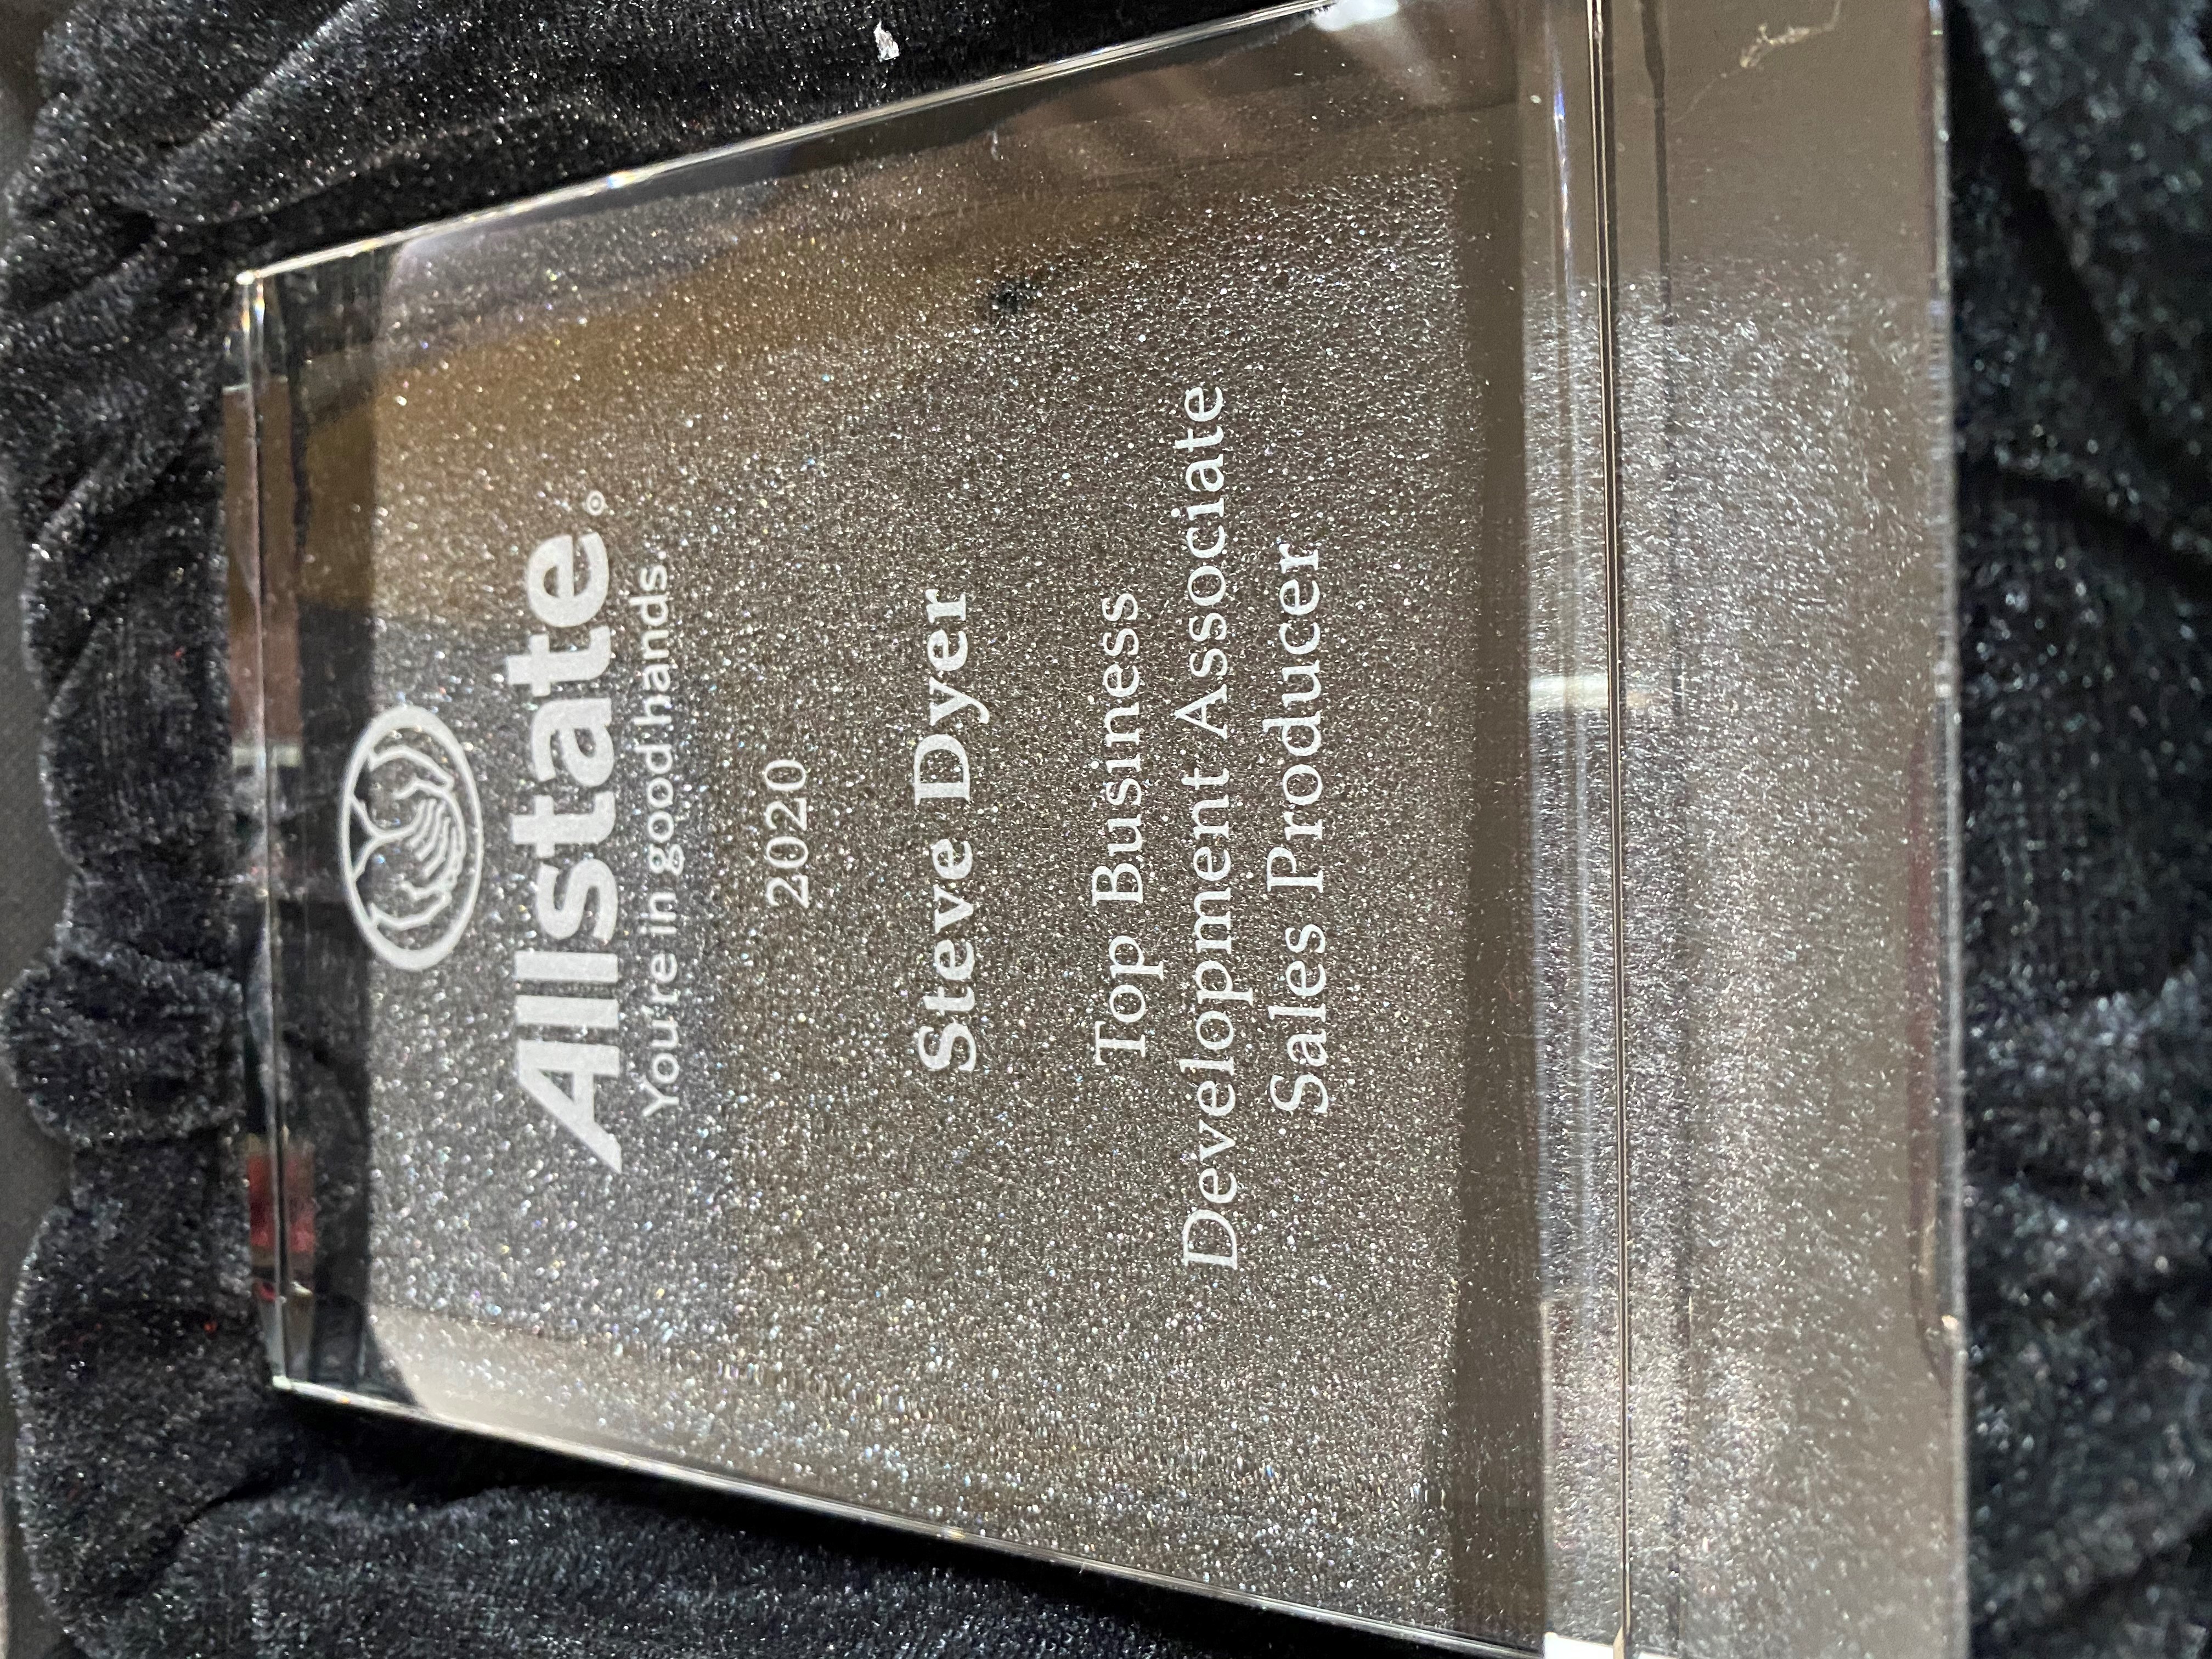 Allstate®
You're in good hands.
2020
Steve Dyer
Top Business
Development Associate
Sales Producer